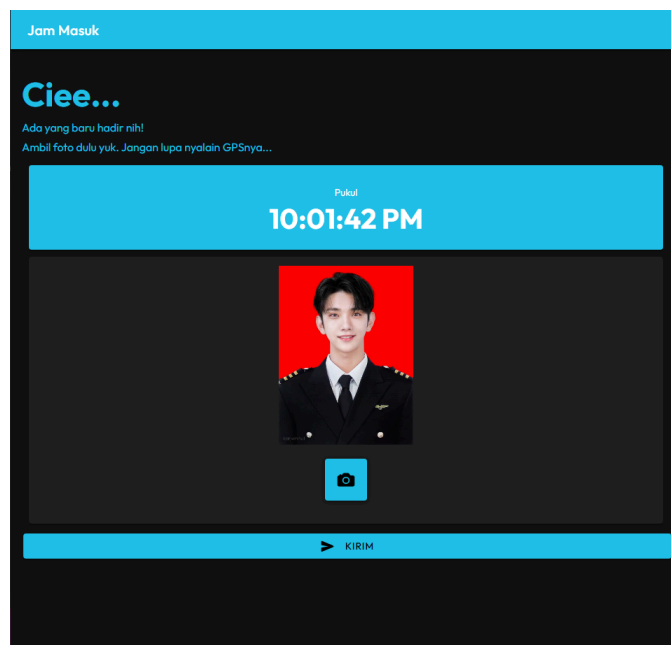 Jam Masuk
Ciee...
Ada yang baru hadir nih!
Ambil foto dulu yuk. Jangan lupa nyalain GPSnya...
Pukul
10:01:42 PM
KIRIM